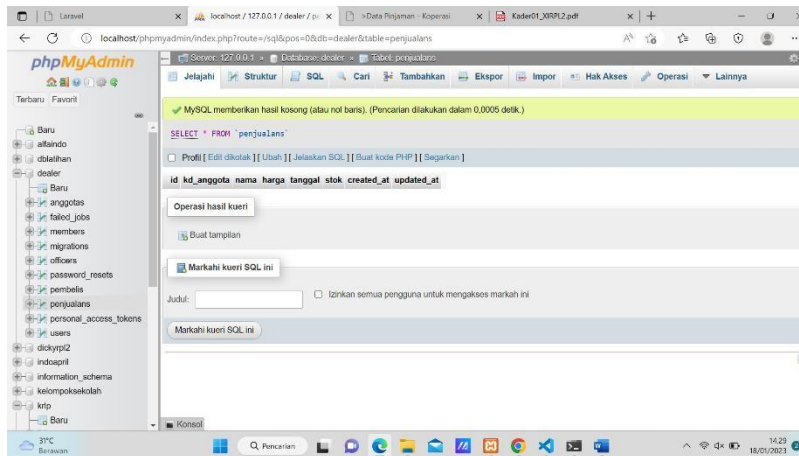 Laravel
localhost / 127.0.0.1 / dealer / pe
>Data Pinjaman - Koperasi
Kader01_XIRPL2.pdf
localhost/phpmyadmin/index.php?route=/sql&pos=0&db=dealer&table=penjualans
phpMyAdmin
Terbaru Favorit
Baru
alfaindo
dblatihan
dealer
Baru
anggotas
failed_jobs
members
migrations
officers
password_resets
pembelis
penjualans
personal_access_tokens
users
dickyrpl2
indoapril
information_schema
kelompoksekolah
krlp
Baru
Server: 127.0.0.1 » Database: dealer » Tabel: penjualans
Jelajahi Struktur SQL Cari Tambahkan Ekspor Impor Hak Akses Operasi Lainnya
MySQL memberikan hasil kosong (atau nol baris). (Pencarian dilakukan dalam 0,0005 detik.)
SELECT * FROM `penjualans`
Profil [ Edit dikotak ] [ Ubah ] [ Jelaskan SQL ] [ Buat kode PHP ] [ Segarkan ]
id kd_anggota nama harga tanggal stok created_at updated_at
Operasi hasil kueri
Buat tampilan
Markahi kueri SQL ini
Judul:
Izinkan semua pengguna untuk mengakses markah ini
Markahi kueri SQL ini
Konsol
31°C
Berawan
Pencarian
14.29
18/01/2023